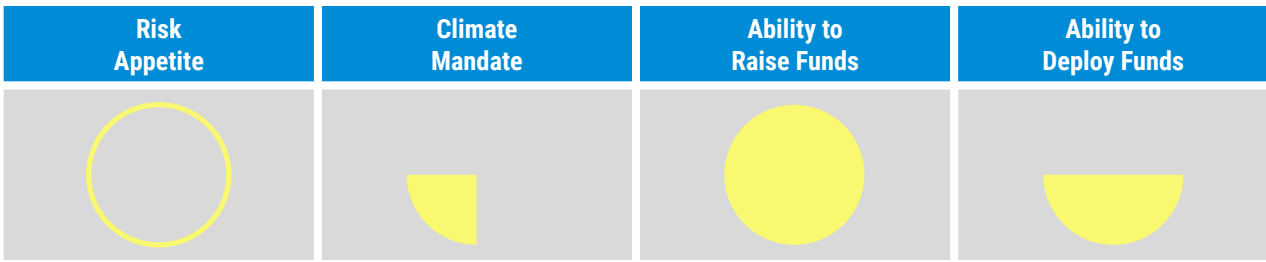 Risk
Appetite
Climate
Mandate
Ability to
Raise Funds
Ability to
Deploy Funds